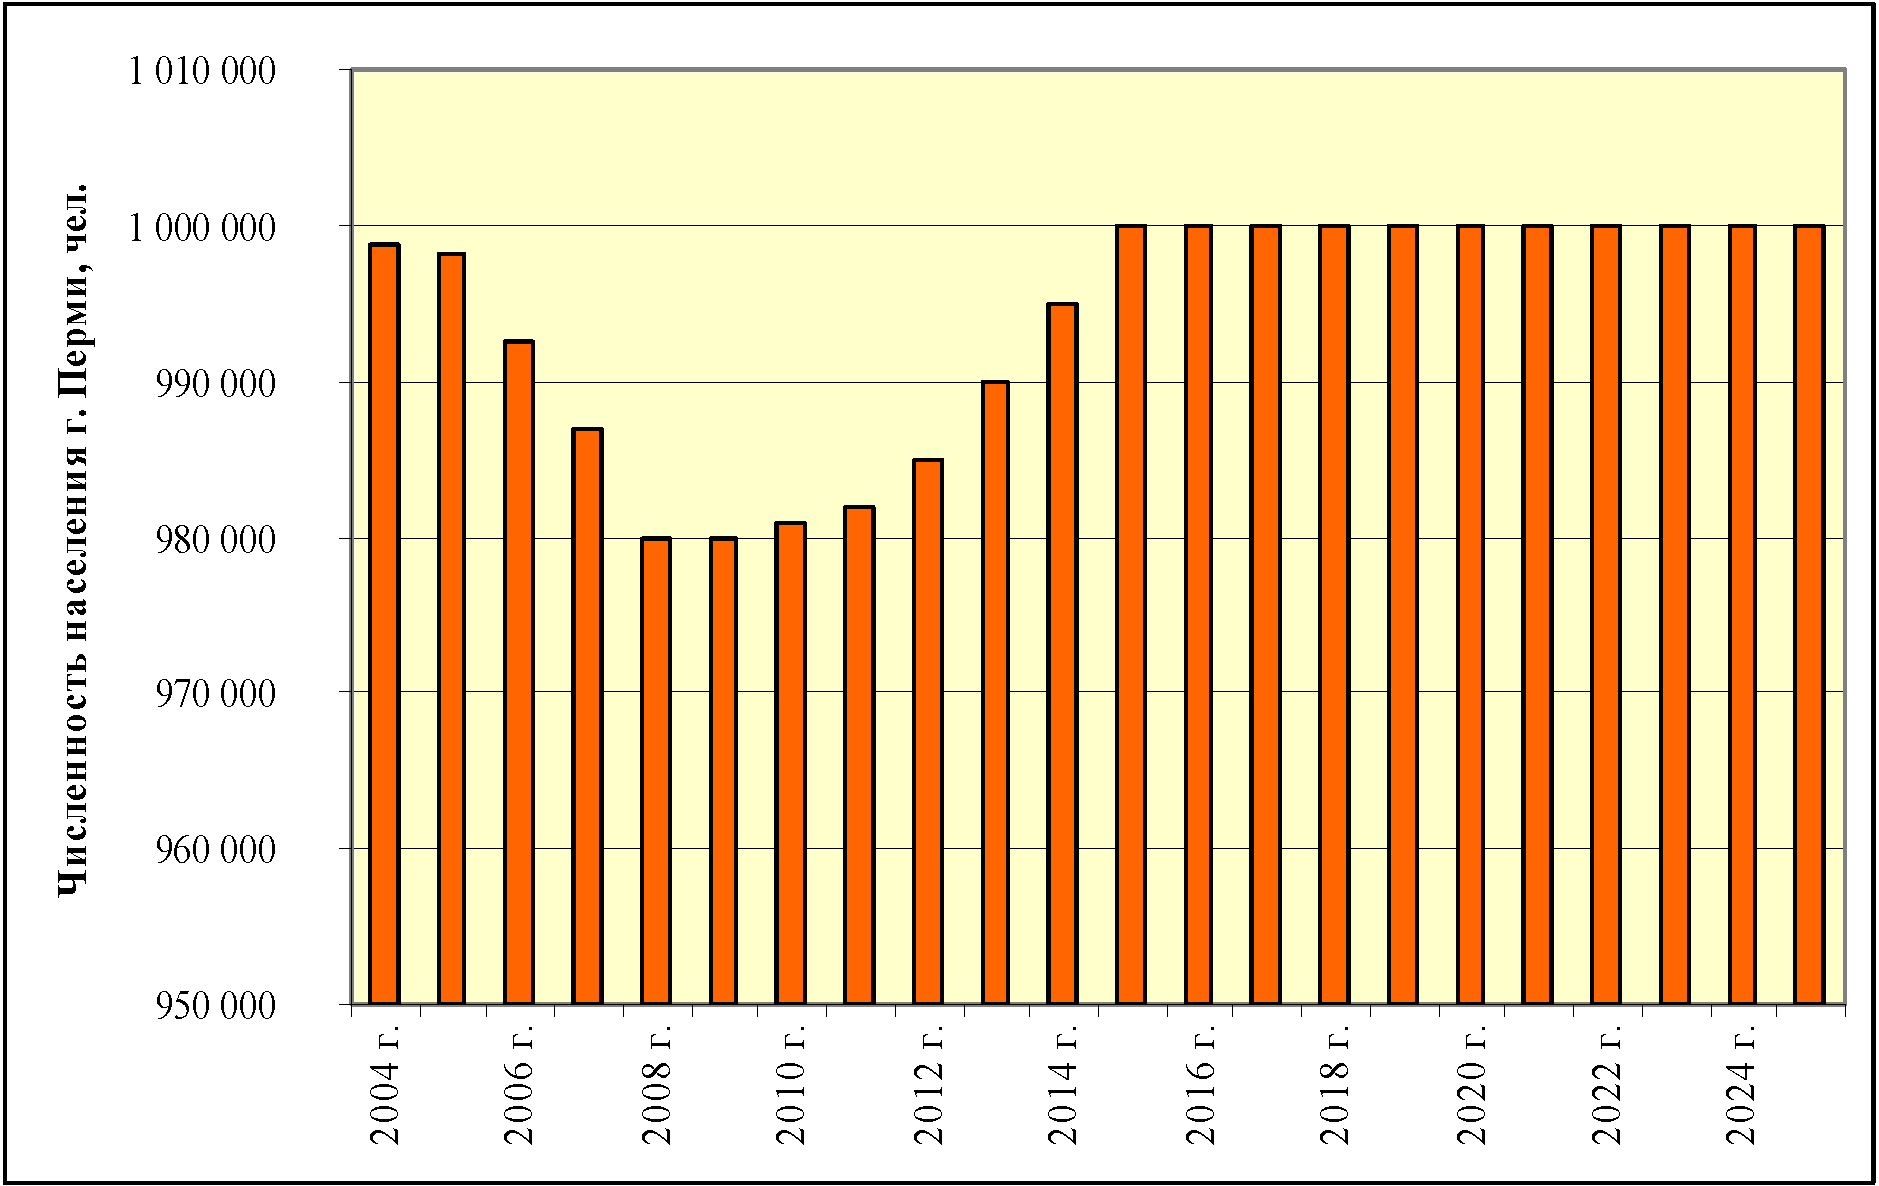 Численность населения г. Перми, чел.
1 010 000
1 000 000
990 000
980 000
970 000
960 000
950 000
2004 г.
2006 г.
2008 г.
2010 г.
2012 г.
2014 г.
2016 г.
2018 г.
2020 г.
2022 г.
2024 г.